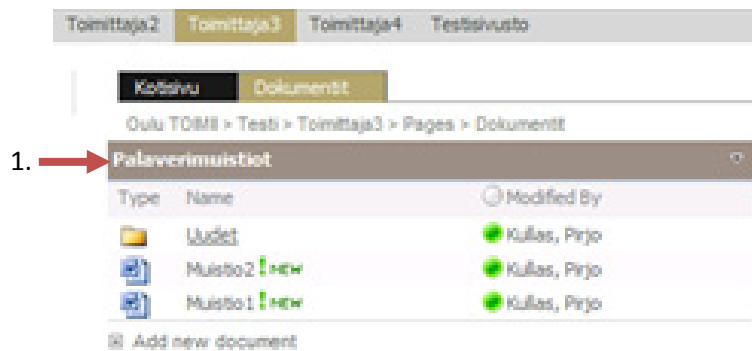 Toimittaja2 Toimittaja3 Toimittaja4 Testisivusto
Kotisivu Dokumentit
Oulu TOIMII > Testi > Toimittaja3 > Pages > Dokumentit
1.
Palaverimuistiot
Type Name Modified By
Uudet Kullas, Pirjo
Muistio2 ! NEW Kullas, Pirjo
Muistio1 ! NEW Kullas, Pirjo
Add new document